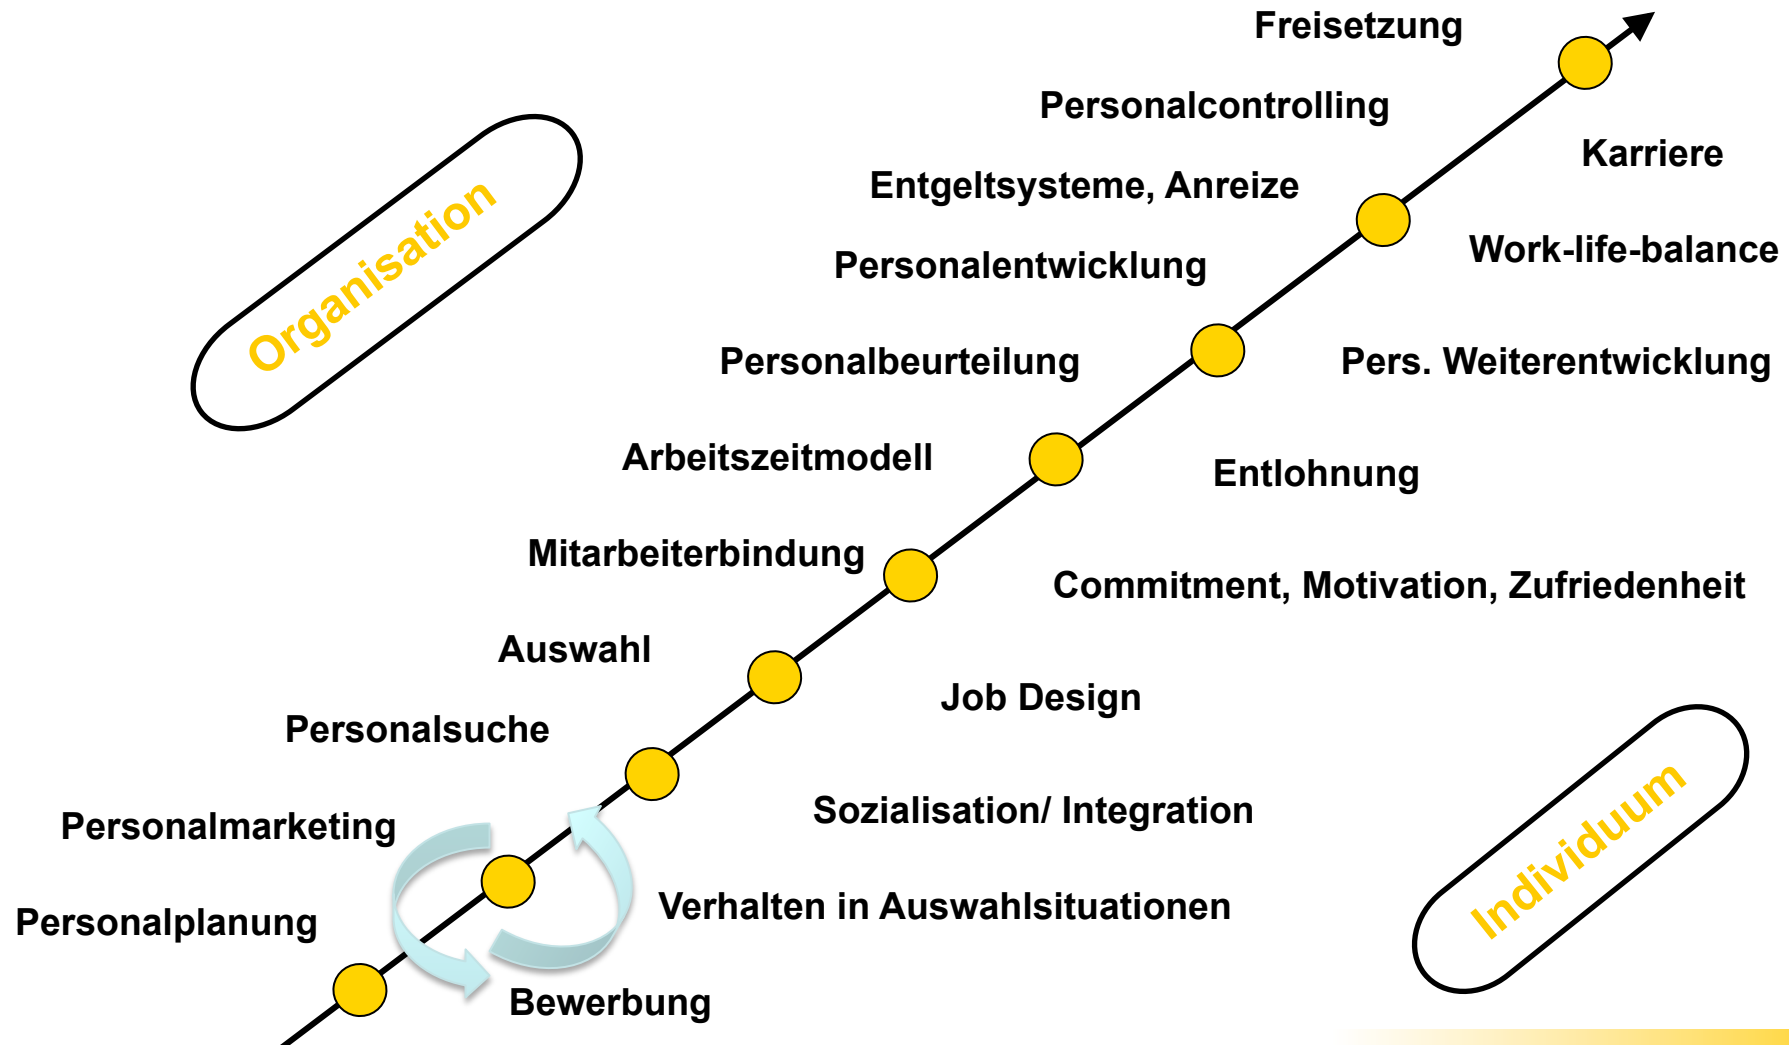 Freisetzung
Personalcontrolling
Karriere
Entgeltsysteme, Anreize
Work-life-balance
Personalentwicklung
Organisation
Personalbeurteilung
Pers. Weiterentwicklung
Arbeitszeitmodell
Entlohnung
Mitarbeiterbindung
Commitment, Motivation, Zufriedenheit
Auswahl
Job Design
Personalsuche
Sozialisation/ Integration
Personalmarketing
Individuum
Verhalten in Auswahlsituationen
Personalplanung
Bewerbung